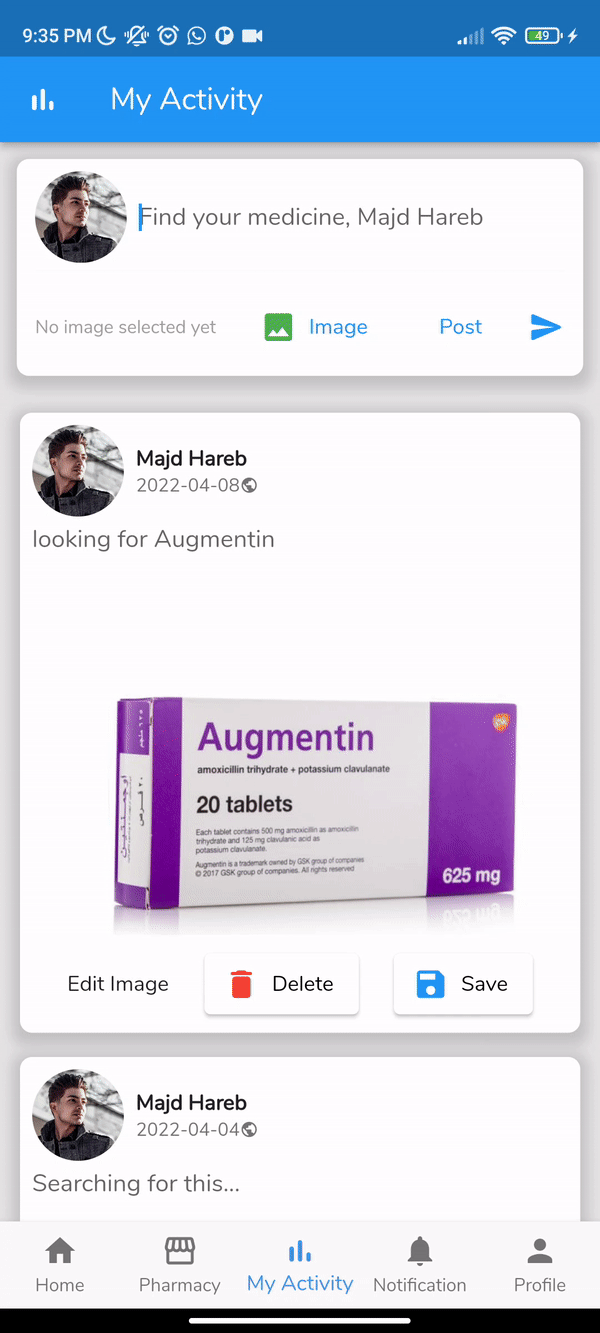 9:35 PM
49
My Activity
Find your medicine, Majd Hareb
No image selected yet
Image
Post
Majd Hareb
2022-04-08
looking for Augmentin
Augmentin
amoxicillin trihydrate + potassium clavulanate
20 tablets
Each tablet contains 500 mg amoxicillin as amoxicillin
trihydrate and 125 mg clavulanic acid as
potassium clavulanate.
Augmentin is a trademark owned by GSK group of companies
© 2017 GSK group of companies. All rights reserved
625 mg
gsk
Edit Image
Delete
Save
Majd Hareb
2022-04-04
Searching for this...
Home
Pharmacy
My Activity
Notification
Profile